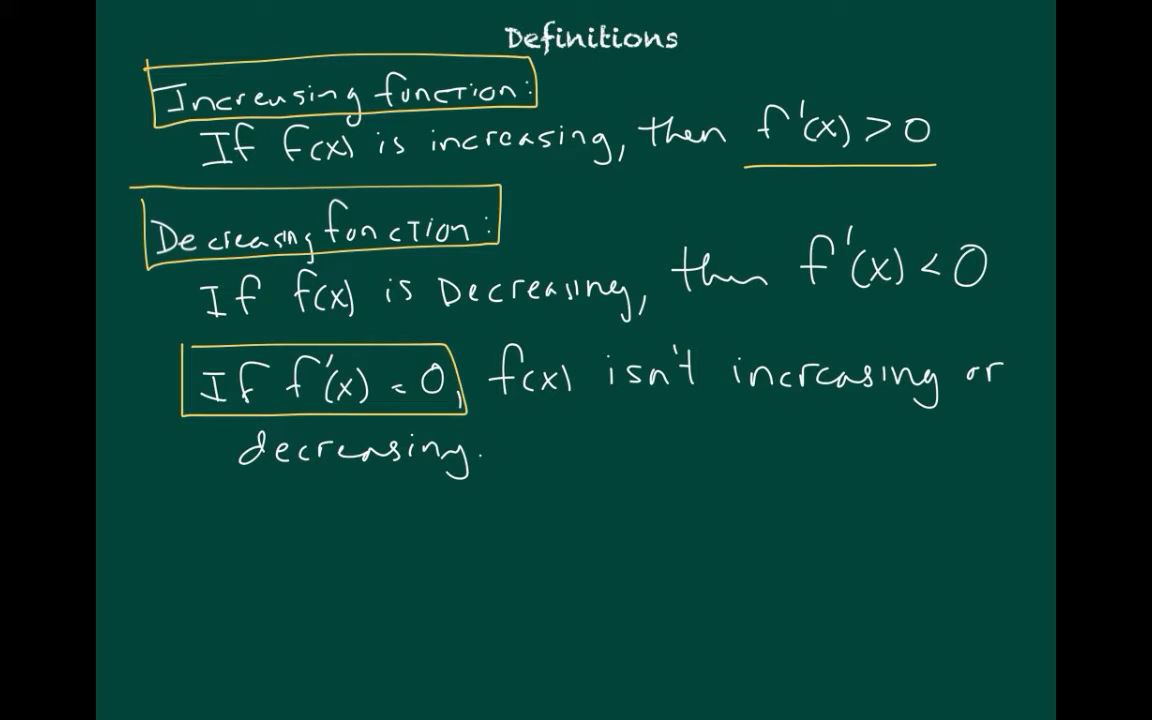 Definitions
Increasing function:
If f(x) is increasing, then f'(x) > 0
Decreasing function:
If f(x) is Decreasing, then f'(x) < 0
If f'(x) = 0, f(x) isn't increasing or
decreasing.